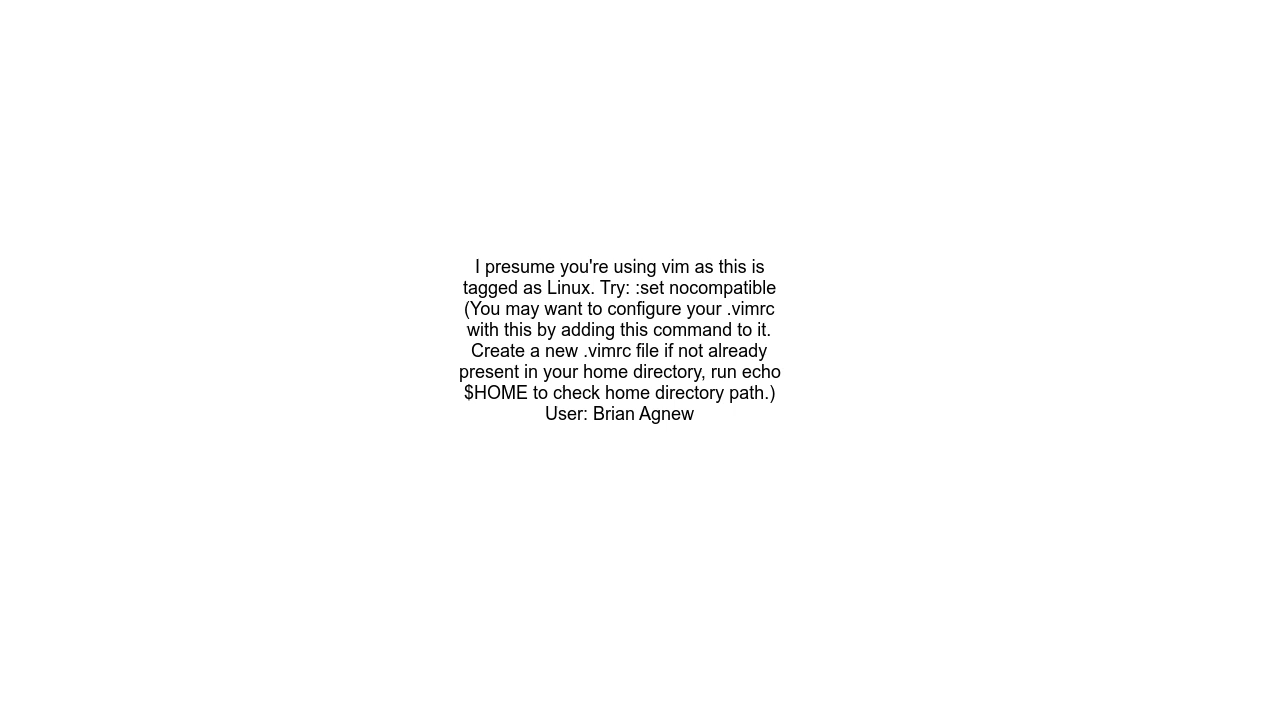 I presume you're using vim as this is
tagged as Linux. Try: :set nocompatible
(You may want to configure your .vimrc
with this by adding this command to it.
Create a new .vimrc file if not already
present in your home directory, run echo
$HOME to check home directory path.)
User: Brian Agnew